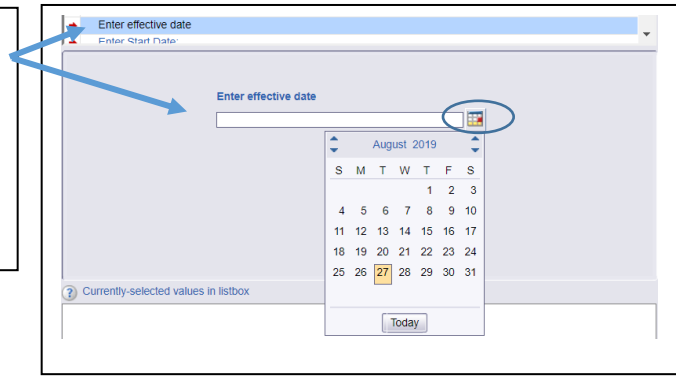 Enter effective date
Enter Start Date:
Enter effective date
August 2019
S M T W T F S
1 2 3
4 5 6 7 8 9 10
11 12 13 14 15 16 17
18 19 20 21 22 23 24
25 26 27 28 29 30 31
? Currently-selected values in listbox
Today